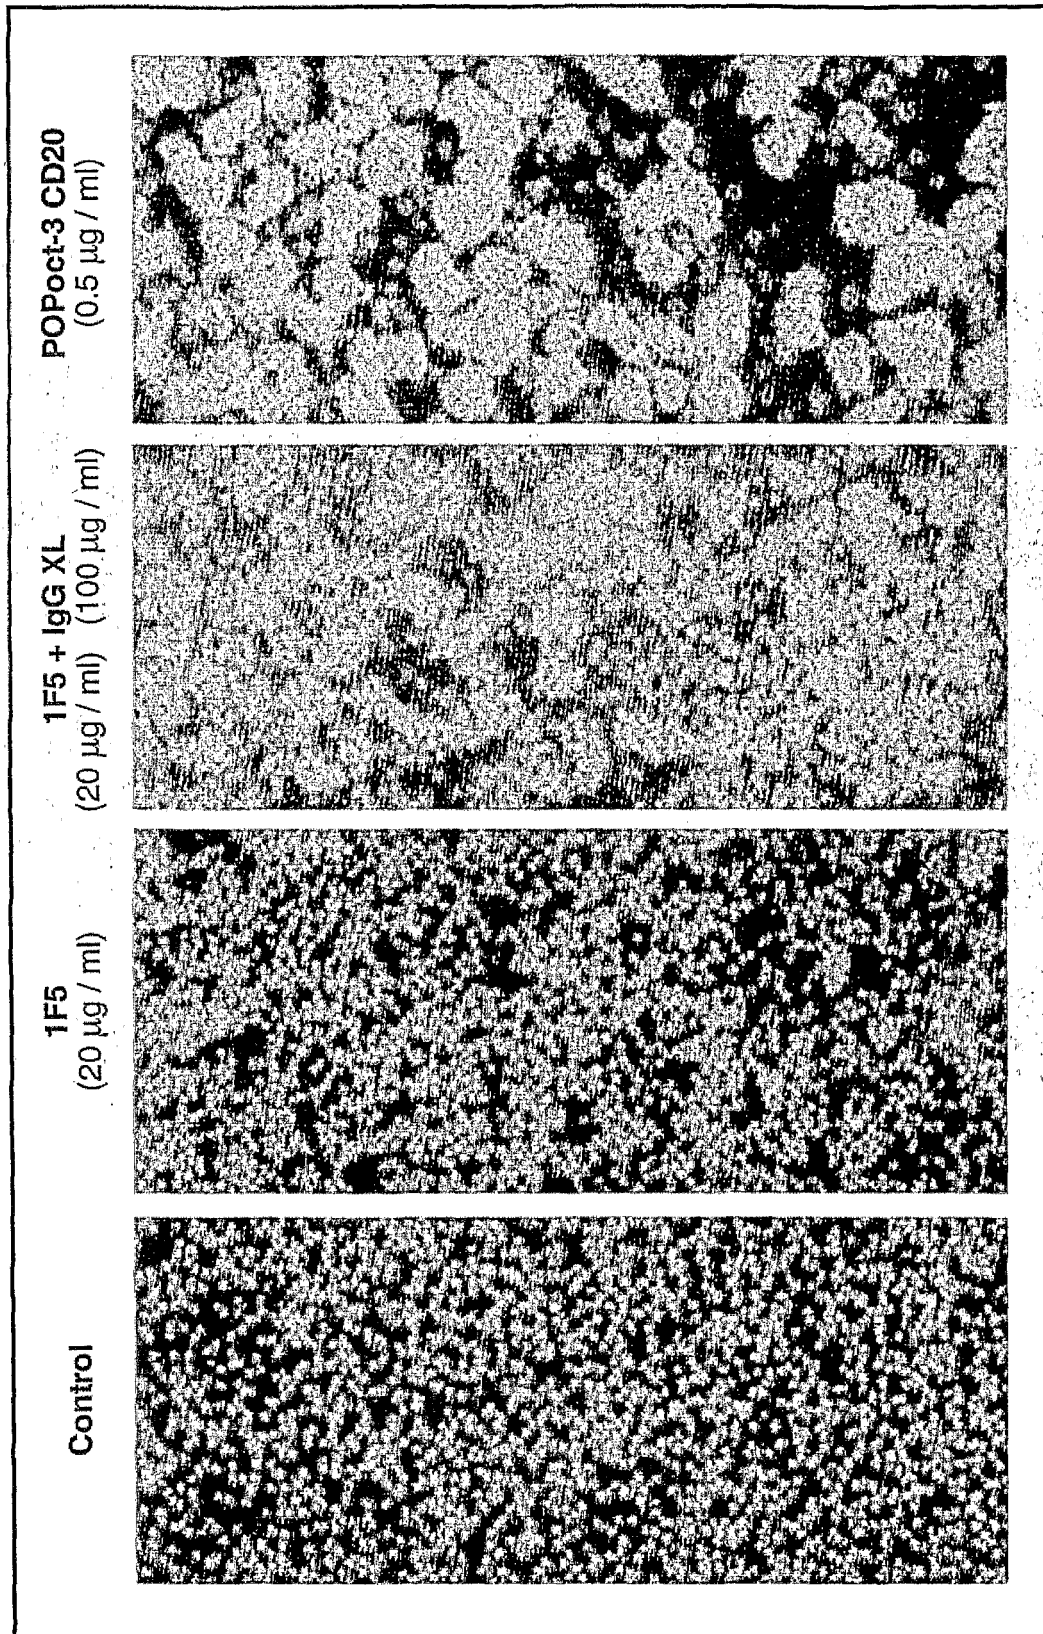 Control
1F5
(20 µg / ml)
1F5 + IgG XL
(20 µg / ml) (100 µg / ml)
POPoct-3 CD20
(0.5 µg / ml)